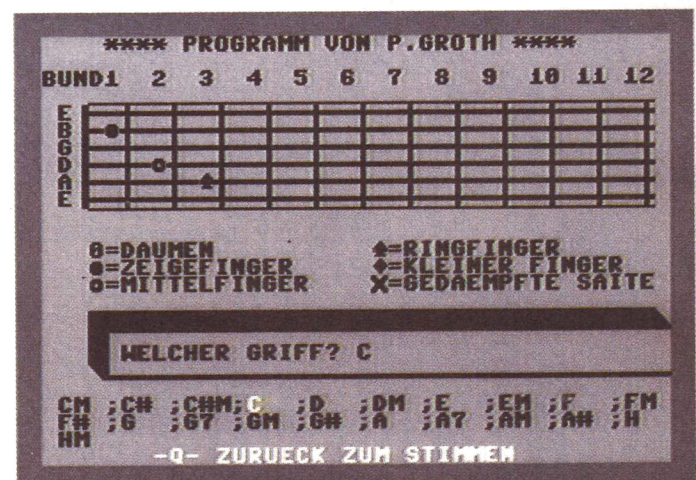 **** PROGRAMM VON P.GROTH ****
BUND1 2 3 4 5 6 7 8 9 10 11 12
E
B
G
D
A
E
0=DAUMEN ♠=RINGFINGER
●=ZEIGEFINGER ♦=KLEINER FINGER
○=MITTELFINGER X=GEDAEMPFTE SAITE
WELCHER GRIFF? C
CM ;C# ;C#M;C ;D ;DM ;E ;EM ;F ;FM
F# ;G ;G7 ;GM ;G# ;A ;A7 ;AM ;A# ;H
HM
-Q- ZURUECK ZUM STIMMEN